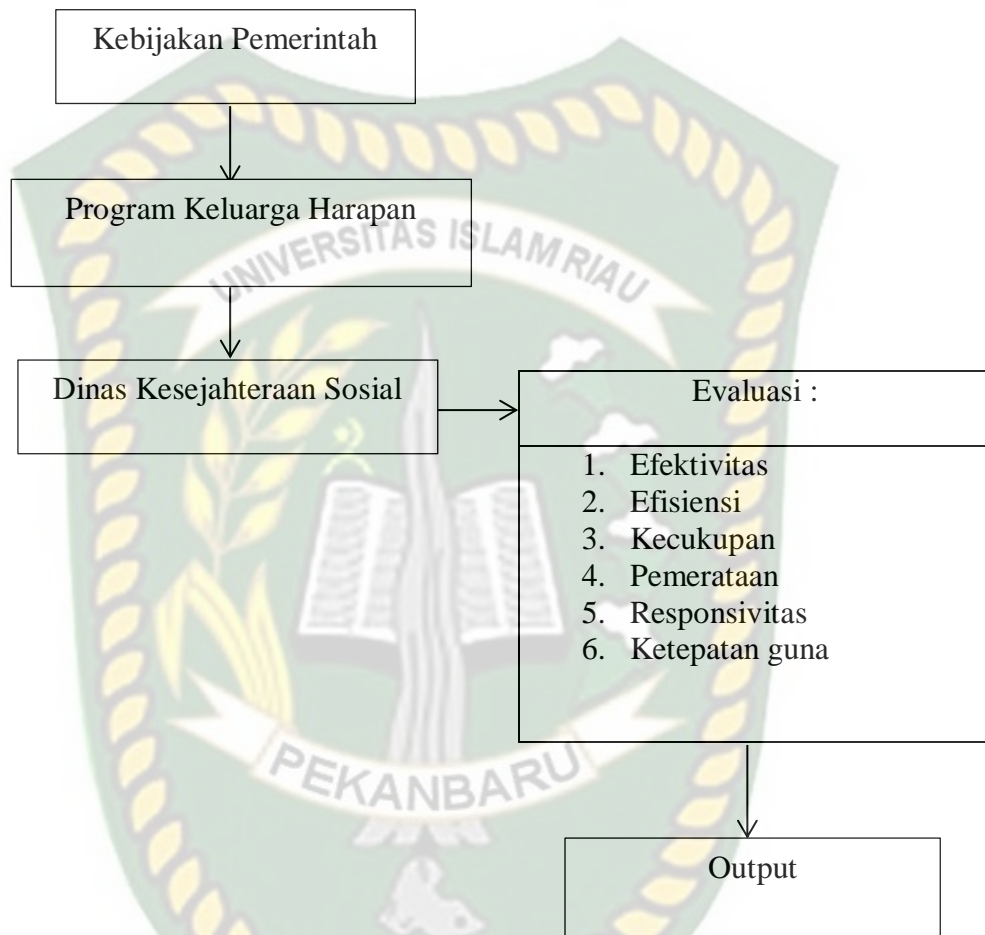 Kebijakan Pemerintah
Program Keluarga Harapan
UNIVERSITAS ISLAM RIAU
Dinas Kesejahteraan Sosial
Evaluasi :
1. Efektivitas
2. Efisiensi
3. Kecukupan
4. Pemerataan
5. Responsivitas
6. Ketepatan guna
PEKANBARU
Output